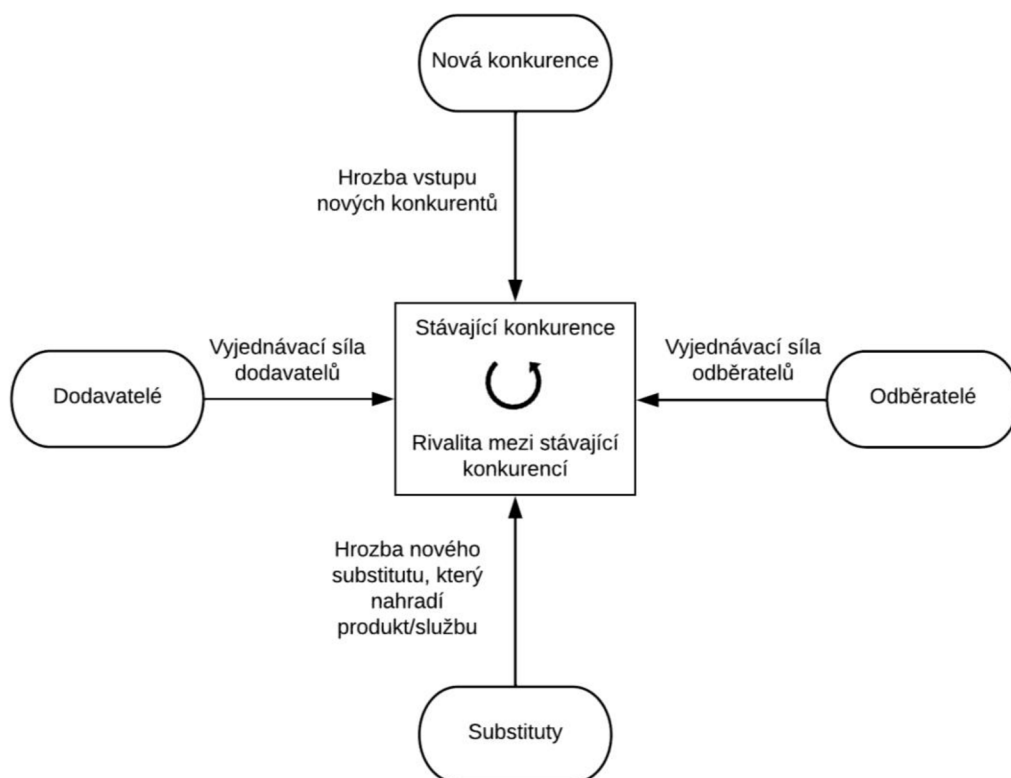 Nová konkurence
Hrozba vstupu
nových konkurentů
Stávající konkurence
Rivalita mezi stávající
konkurencí
Vyjednávací síla
dodavatelů
Dodavatelé
Vyjednávací síla
odběratelů
Odběratelé
Hrozba nového
substitutu, který
nahradí
produkt/službu
Substituty